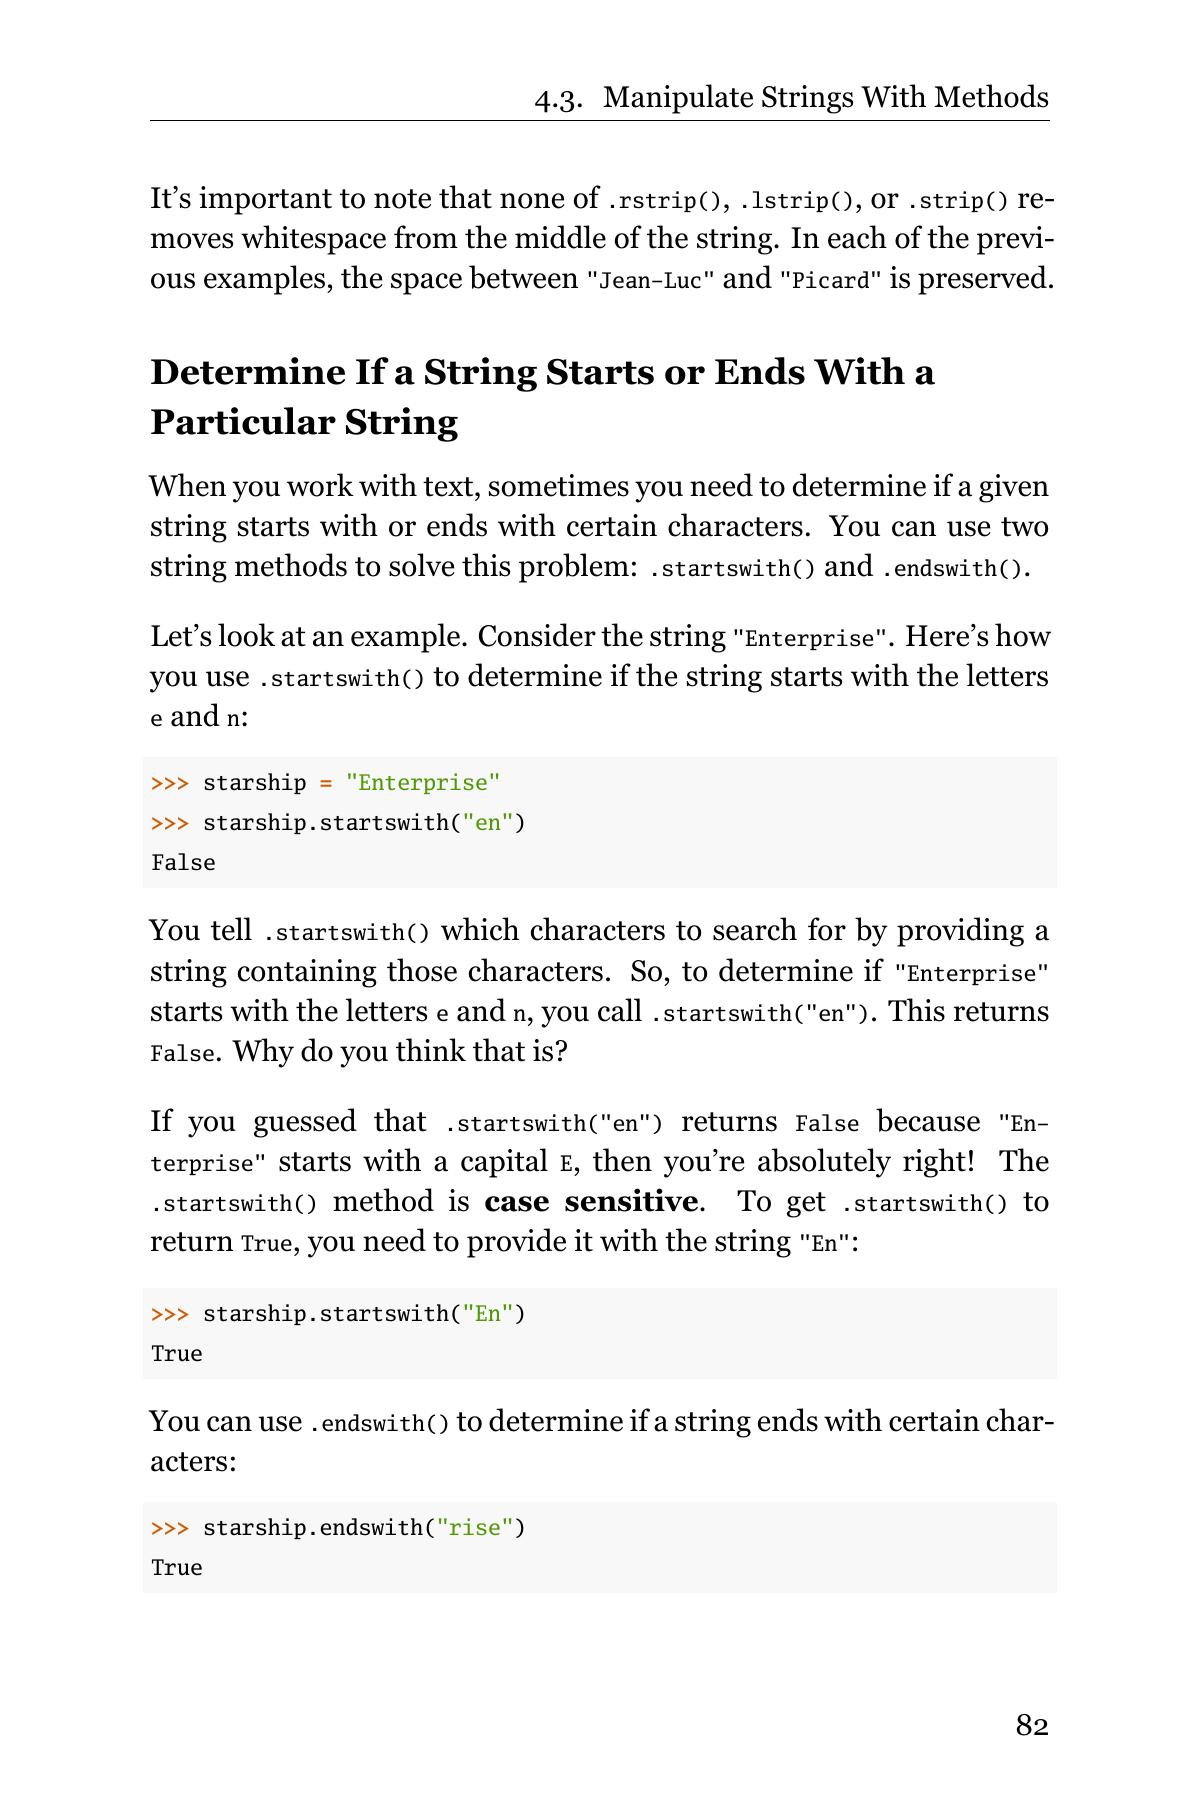 4.3. Manipulate Strings With Methods
It’s important to note that none of .rstrip(), .lstrip(), or .strip() re-
moves whitespace from the middle of the string. In each of the previ-
ous examples, the space between "Jean-Luc" and "Picard" is preserved.
Determine If a String Starts or Ends With a
Particular String
When you work with text, sometimes you need to determine if a given
string starts with or ends with certain characters. You can use two
string methods to solve this problem: .startswith() and .endswith().
Let’s look at an example. Consider the string "Enterprise". Here’s how
you use .startswith() to determine if the string starts with the letters
e and n:
>>> starship = "Enterprise"
>>> starship.startswith("en")
False
You tell .startswith() which characters to search for by providing a
string containing those characters. So, to determine if "Enterprise"
starts with the letters e and n, you call .startswith("en"). This returns
False. Why do you think that is?
If you guessed that .startswith("en") returns False because "En-
terprise" starts with a capital E, then you’re absolutely right! The
.startswith() method is case sensitive. To get .startswith() to
return True, you need to provide it with the string "En":
>>> starship.startswith("En")
True
You can use .endswith() to determine if a string ends with certain char-
acters:
>>> starship.endswith("rise")
True
82